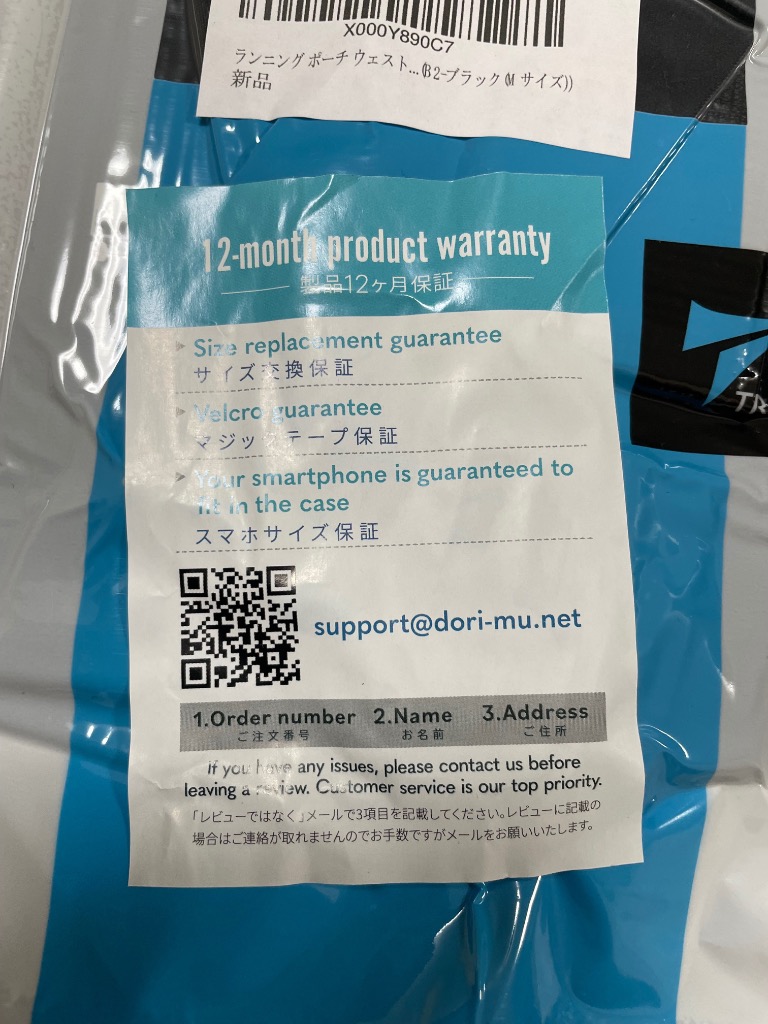 X000Y890C7
ランニング ポーチ ウェスト... (B 2-ブラック (M サイズ))
新品
12-month product warranty
製品12ヶ月保証
Size replacement guarantee
サイズ交換保証
Velcro guarantee
マジックテープ保証
Your smartphone is guaranteed to
fit in the case
スマホサイズ保証
support@dori-mu.net
1.Order number 2.Name 3.Address
ご注文番号 お名前 ご住所
If you have any issues, please contact us before
leaving a review. Customer service is our top priority.
「レビューではなく」メールで3項目を記載してください。レビューに記載の
場合はご連絡が取れませんのでお手数ですがメールをお願いいたします。